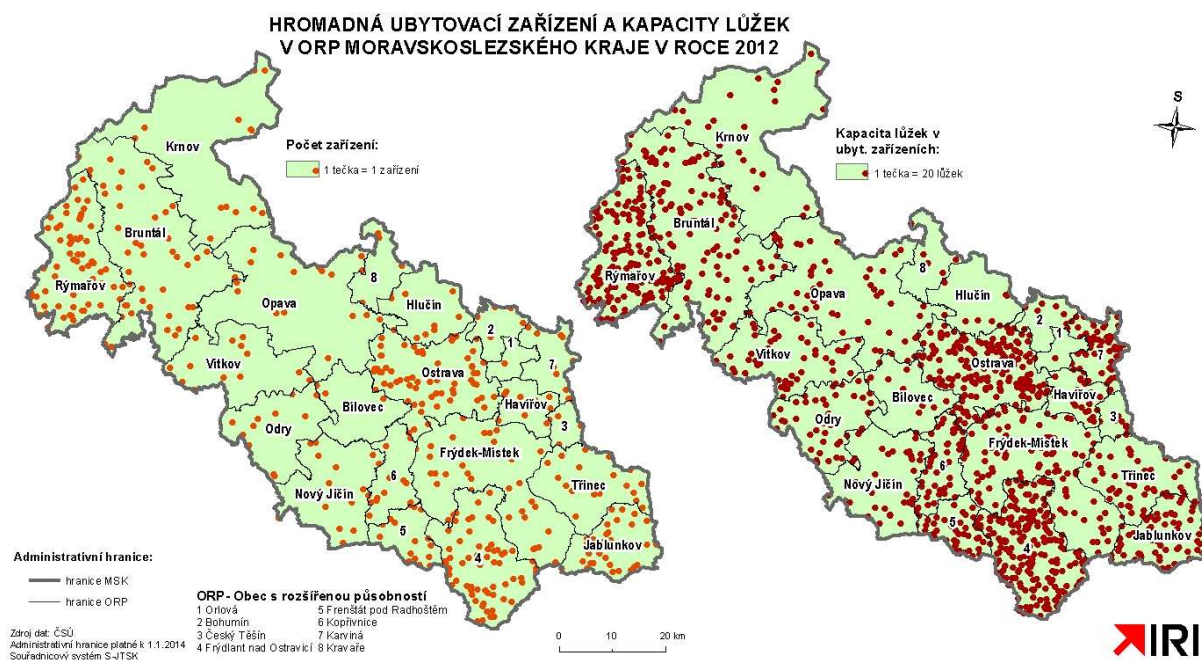 HROMADNÁ UBYTOVACÍ ZAŘÍZENÍ A KAPACITY LŮŽEK
V ORP MORAVSKOSLEZSKÉHO KRAJE V ROCE 2012
S
Počet zařízení:
1 tečka = 1 zařízení
Krnov
Bruntál
Rýmařov
8
Opava
Hlučín
2
1
7
Vítkov
Ostrava
Bílovec
Havířov
3
Odry
Frýdek-Místek
6
Nový Jičín
Třinec
5
4
Jablunkov
Kapacita lůžek v
ubyt. zařízeních:
1 tečka = 20 lůžek
Krnov
Bruntál
Rýmařov
8
Opava
Hlučín
2
1
7
Vítkov
Ostrava
Bílovec
Havířov
3
Odry
Frýdek-Místek
6
Nový Jičín
Třinec
5
4
Jablunkov
Administrativní hranice:
hranice MSK
hranice ORP
Zdroj dat: ČSÚ
Administrativní hranice platné k 1.1.2014
Souřadnicový systém S-JTSK
ORP - Obec s rozšířenou působností
1 Orlová
2 Bohumín
3 Český Těšín
4 Frýdlant nad Ostravicí
5 Frenštát pod Radhoštěm
6 Kopřivnice
7 Karviná
8 Kravaře
0 10 20 km
IRI